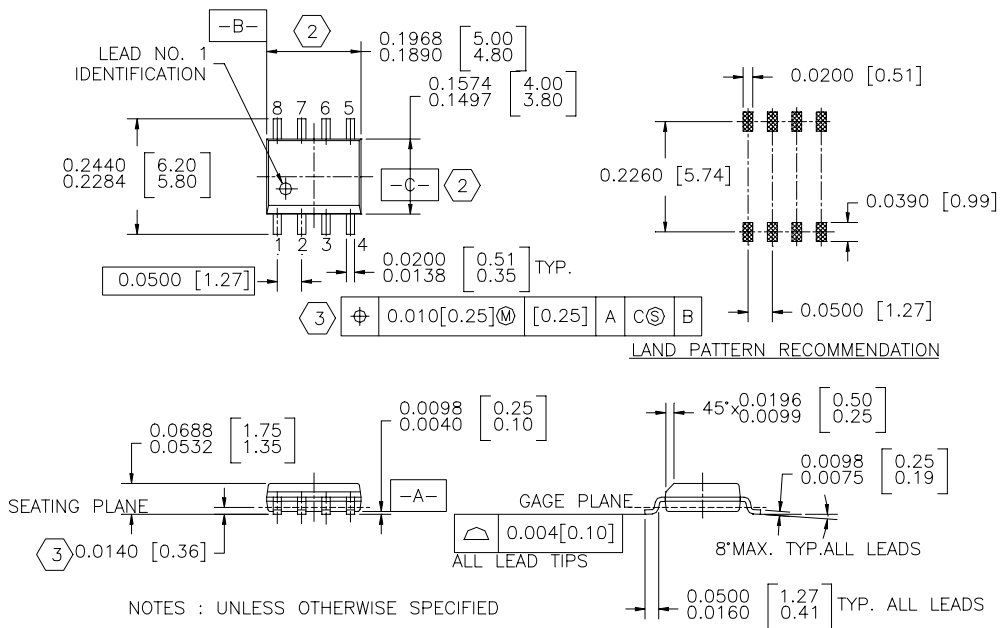 -B-
2
0.1968 [5.00]
0.1890 [4.80]
LEAD NO. 1
IDENTIFICATION
0.1574 [4.00]
0.1497 [3.80]
8 7 6 5
0.2440 [6.20]
0.2284 [5.80]
-C- 2
1 2 3 4
0.0500 [1.27]
0.0200 [0.51]
0.0138 [0.35] TYP.
3 ⌖ 0.010[0.25]Ⓜ [0.25] A CⓈ B
0.0200 [0.51]
0.2260 [5.74]
0.0390 [0.99]
0.0500 [1.27]
LAND PATTERN RECOMMENDATION
0.0688 [1.75]
0.0532 [1.35]
0.0098 [0.25]
0.0040 [0.10]
-A-
SEATING PLANE
3 0.0140 [0.36]
45°x 0.0196 [0.50]
0.0099 [0.25]
0.0098 [0.25]
0.0075 [0.19]
GAGE PLANE
⌓ 0.004[0.10]
ALL LEAD TIPS
8°MAX. TYP.ALL LEADS
0.0500 [1.27]
0.0160 [0.41] TYP. ALL LEADS
NOTES : UNLESS OTHERWISE SPECIFIED